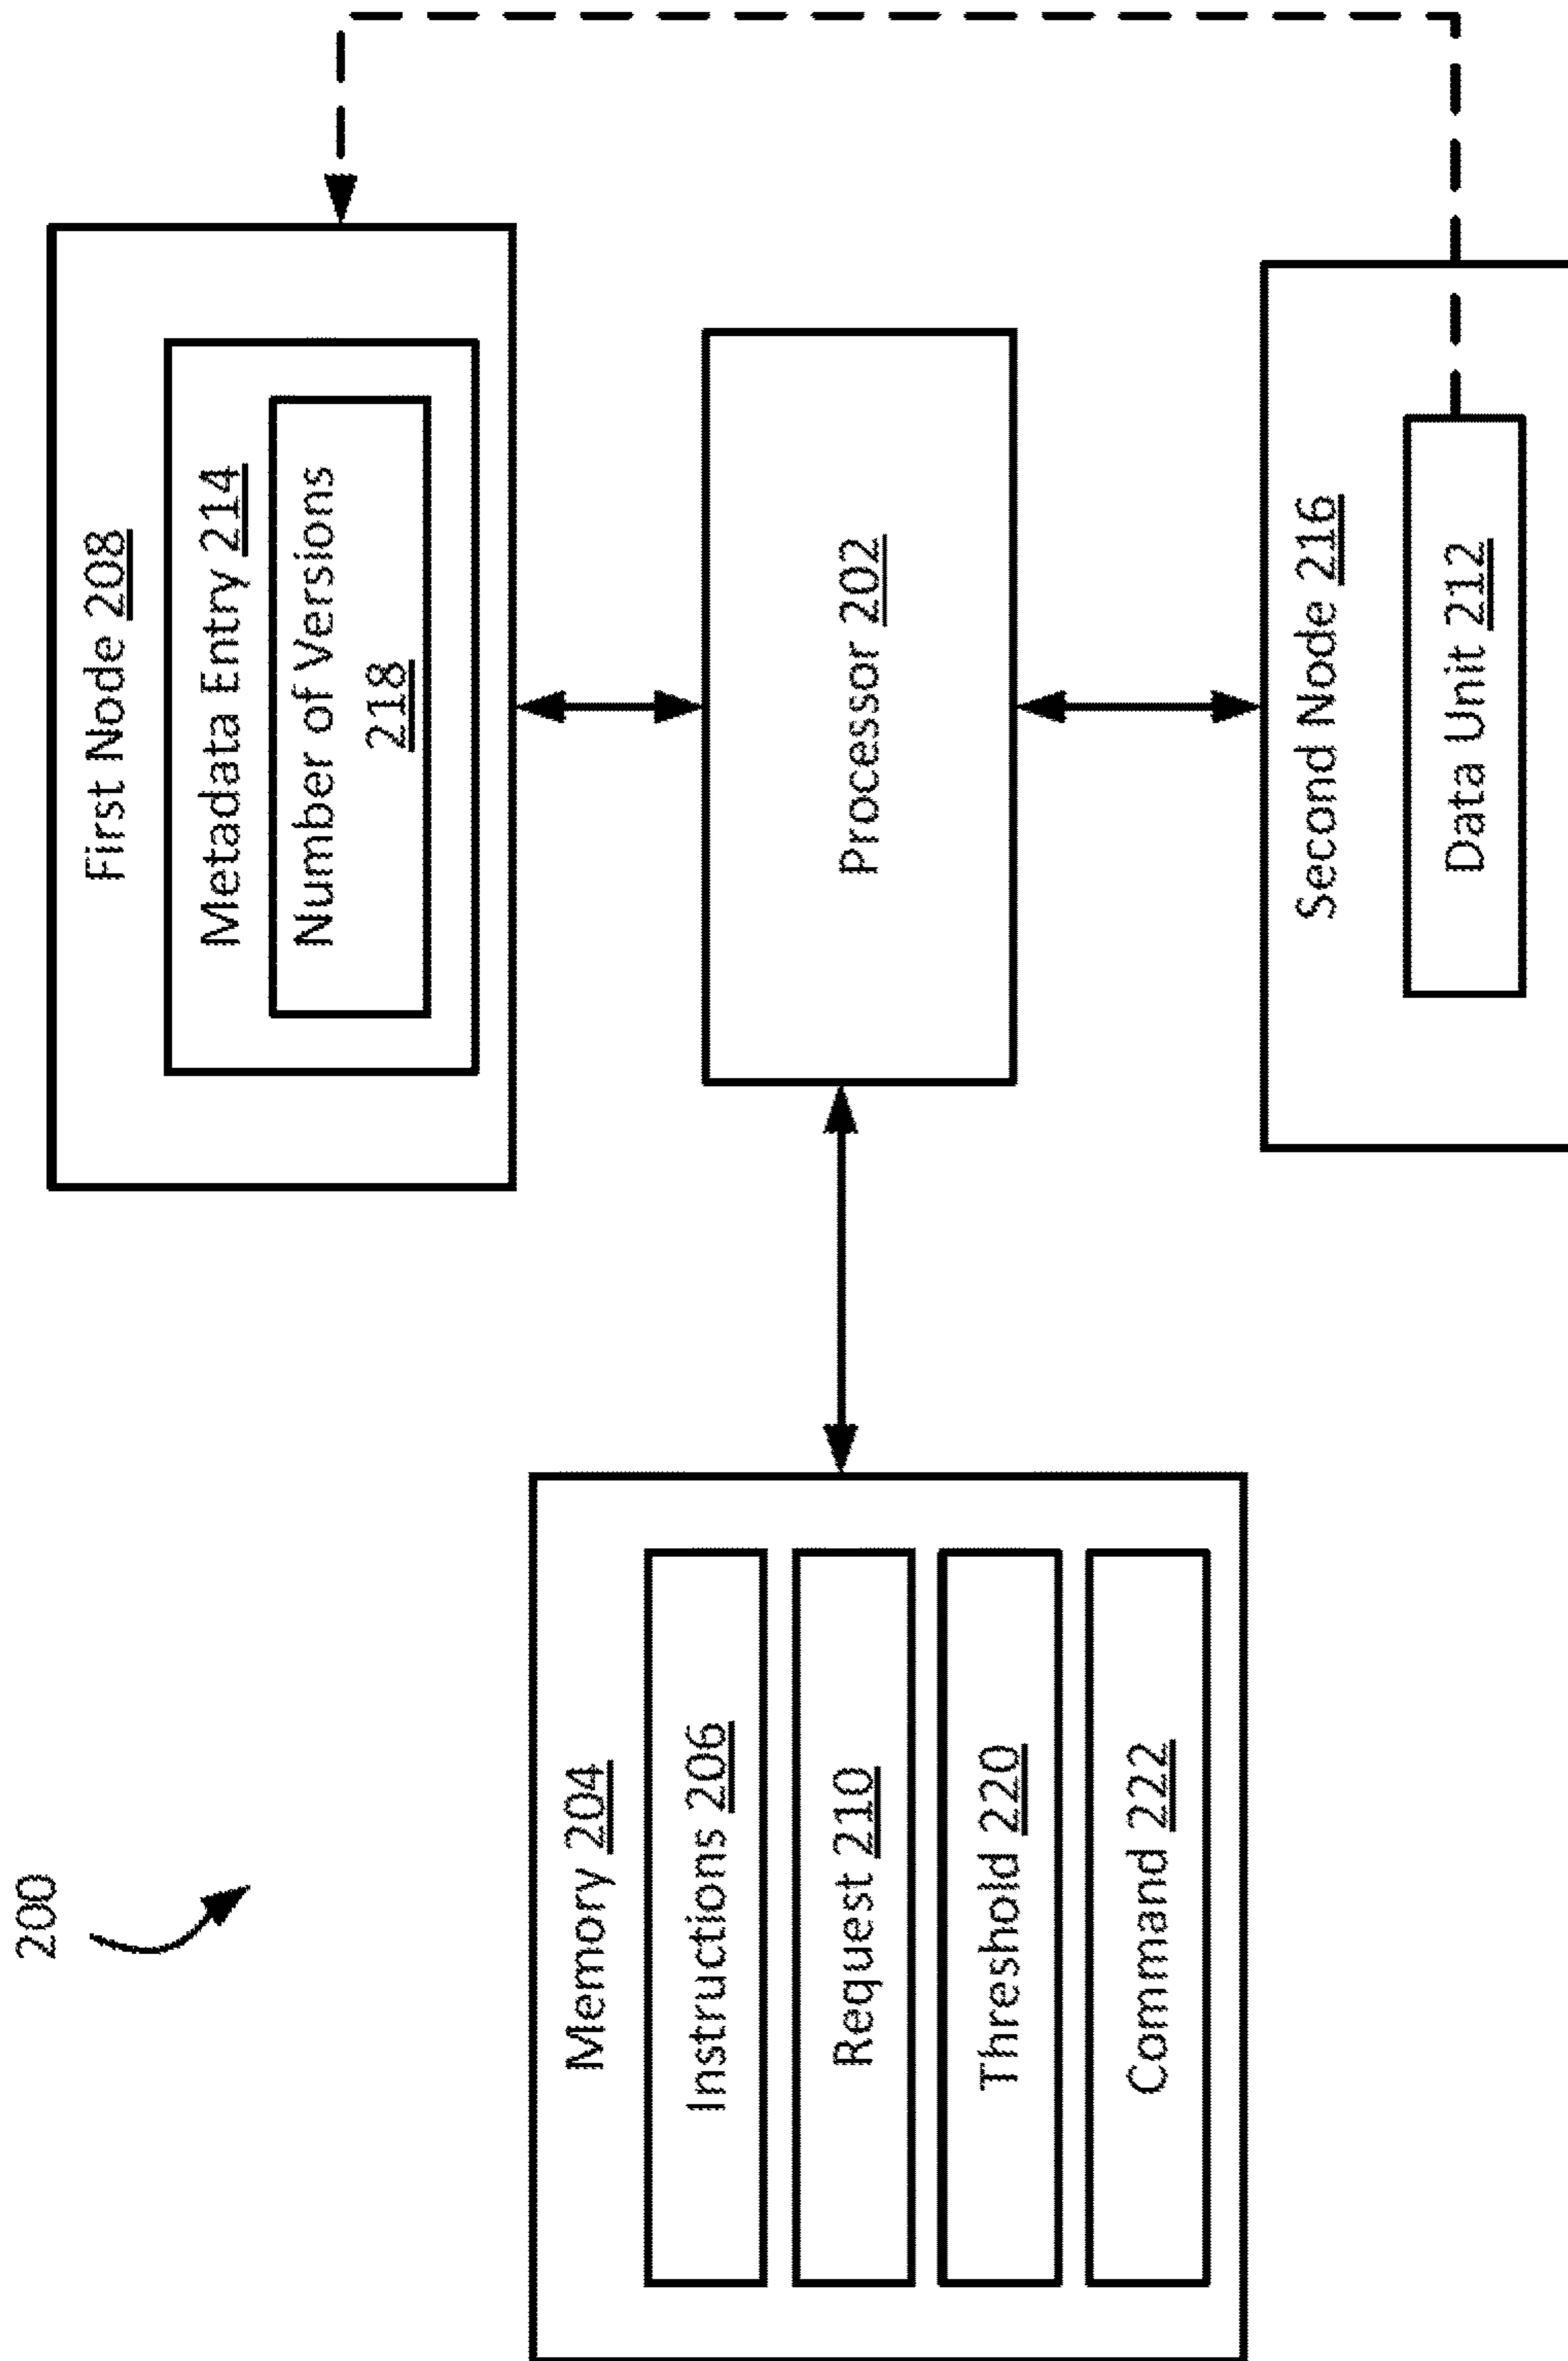 200
Memory 204
Instructions 206
Request 210
Threshold 220
Command 222
First Node 208
Metadata Entry 214
Number of Versions
218
Processor 202
Second Node 216
Data Unit 212